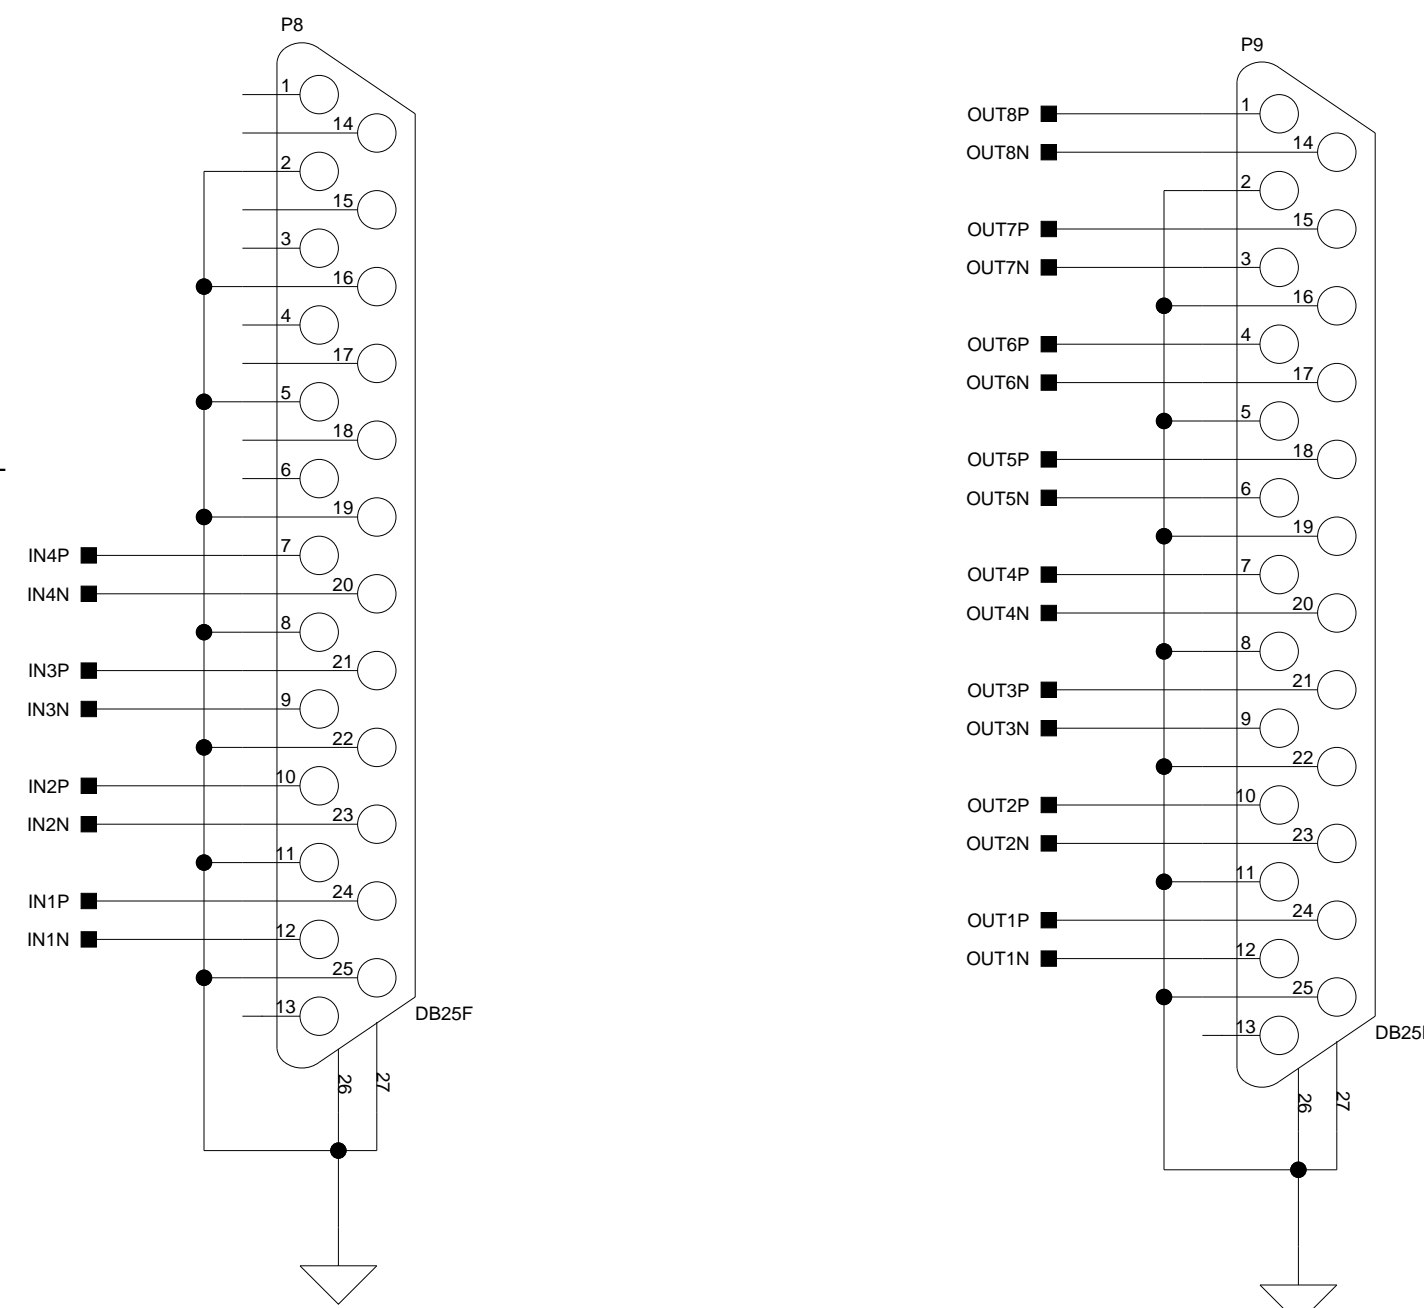 P8
1
14
2
15
3
16
4
17
5
18
6
19
IN4P 7
IN4N 20
8
IN3P 21
IN3N 9
22
IN2P 10
IN2N 23
11
IN1P 24
IN1N 12
25
13
DB25F
26 27
P9
OUT8P 1
OUT8N 14
2
OUT7P 15
OUT7N 3
16
OUT6P 4
OUT6N 17
5
OUT5P 18
OUT5N 6
19
OUT4P 7
OUT4N 20
8
OUT3P 21
OUT3N 9
22
OUT2P 10
OUT2N 23
11
OUT1P 24
OUT1N 12
25
13
DB25
26 27